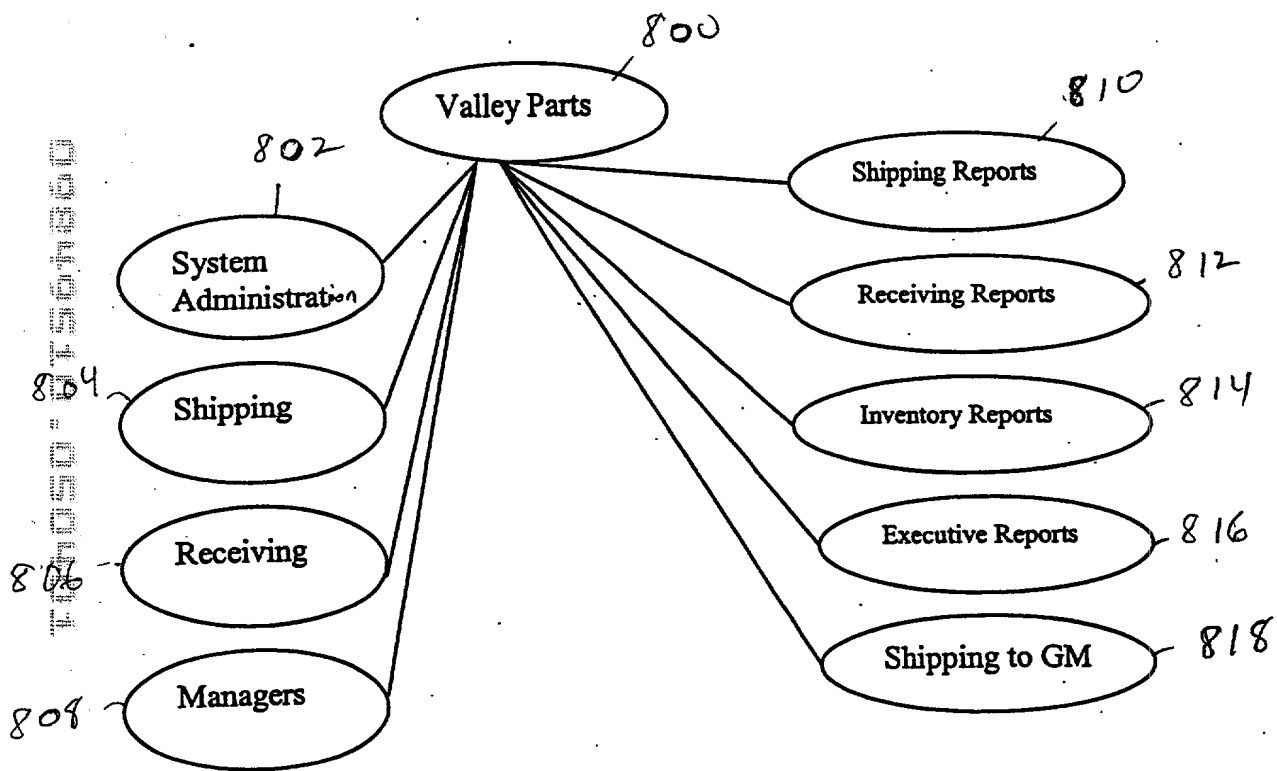 800
Valley Parts
810
Shipping Reports
802
System
Administration
812
Receiving Reports
804
Shipping
814
Inventory Reports
806
Receiving
816
Executive Reports
818
Shipping to GM
808
Managers